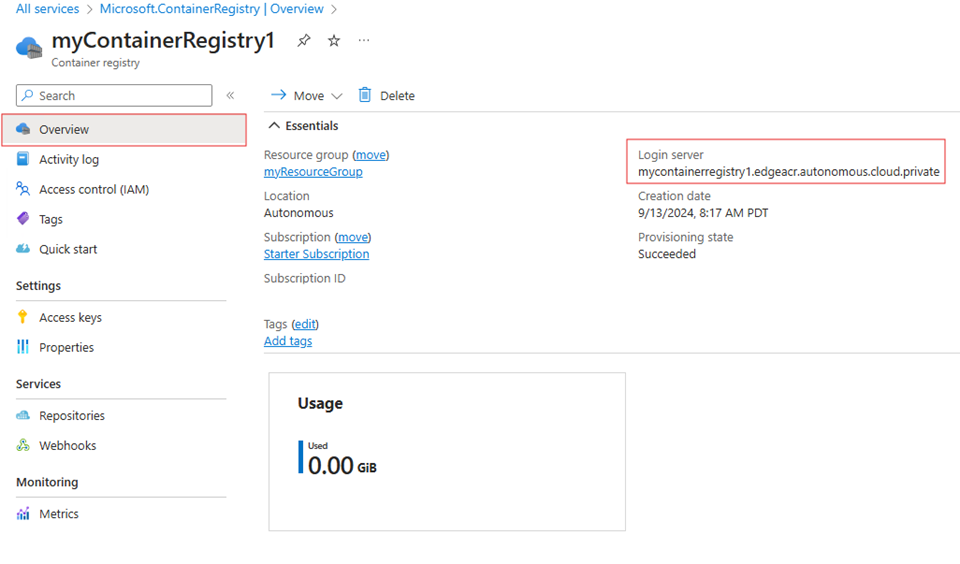 All services > Microsoft.ContainerRegistry | Overview >
myContainerRegistry1
Container registry
Search
Overview
Activity log
Access control (IAM)
Tags
Quick start
Settings
Access keys
Properties
Services
Repositories
Webhooks
Monitoring
Metrics
Move
Delete
Essentials
Resource group (move)
myResourceGroup
Location
Autonomous
Subscription (move)
Starter Subscription
Subscription ID
Login server
mycontainerregistry1.edgeacr.autonomous.cloud.private
Creation date
9/13/2024, 8:17 AM PDT
Provisioning state
Succeeded
Tags (edit)
Add tags
Usage
Used
0.00 GiB